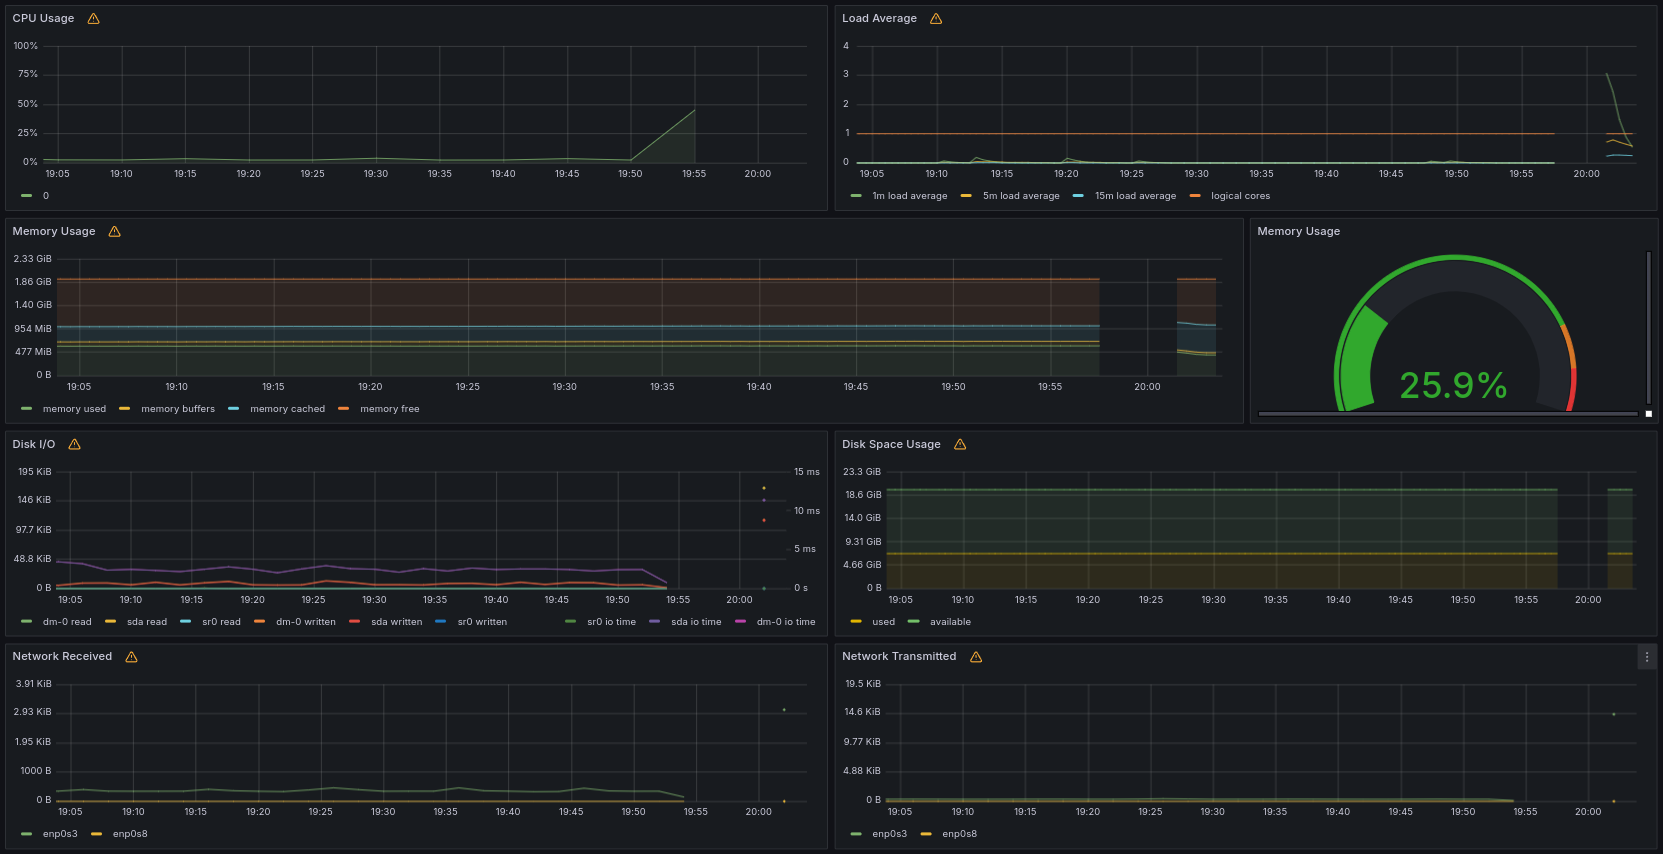 CPU Usage
100%
75%
50%
25%
0%
19:05 19:10 19:15 19:20 19:25 19:30 19:35 19:40 19:45 19:50 19:55 20:00
0
Load Average
4
3
2
1
0
19:05 19:10 19:15 19:20 19:25 19:30 19:35 19:40 19:45 19:50 19:55 20:00
1m load average 5m load average 15m load average logical cores
Memory Usage
2.33 GiB
1.86 GiB
1.40 GiB
954 MiB
477 MiB
0 B
19:05 19:10 19:15 19:20 19:25 19:30 19:35 19:40 19:45 19:50 19:55 20:00
memory used memory buffers memory cached memory free
Memory Usage
25.9%
Disk I/O
195 KiB
146 KiB
97.7 KiB
48.8 KiB
0 B
15 ms
10 ms
5 ms
0 s
19:05 19:10 19:15 19:20 19:25 19:30 19:35 19:40 19:45 19:50 19:55 20:00
dm-0 read sda read sr0 read dm-0 written sda written sr0 written sr0 io time sda io time dm-0 io time
Disk Space Usage
23.3 GiB
18.6 GiB
14.0 GiB
9.31 GiB
4.66 GiB
0 B
19:05 19:10 19:15 19:20 19:25 19:30 19:35 19:40 19:45 19:50 19:55 20:00
used available
Network Received
3.91 KiB
2.93 KiB
1.95 KiB
1000 B
0 B
19:05 19:10 19:15 19:20 19:25 19:30 19:35 19:40 19:45 19:50 19:55 20:00
enp0s3 enp0s8
Network Transmitted
19.5 KiB
14.6 KiB
9.77 KiB
4.88 KiB
0 B
19:05 19:10 19:15 19:20 19:25 19:30 19:35 19:40 19:45 19:50 19:55 20:00
enp0s3 enp0s8